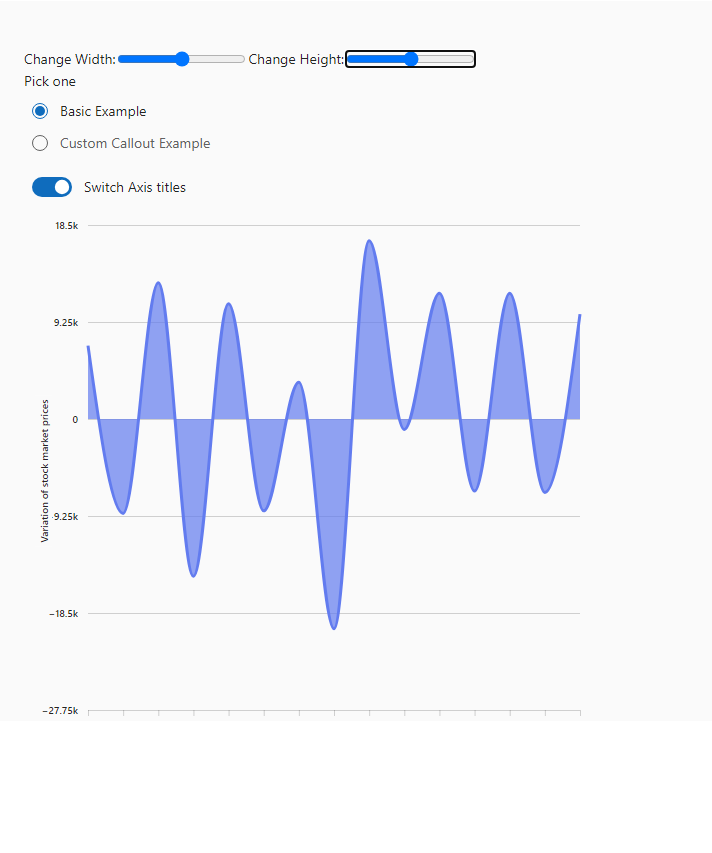 Change Width: Change Height:
Pick one
Basic Example
Custom Callout Example
Switch Axis titles
18.5k
9.25k
0
-9.25k
−18.5k
−27.75k
Variation of stock market prices